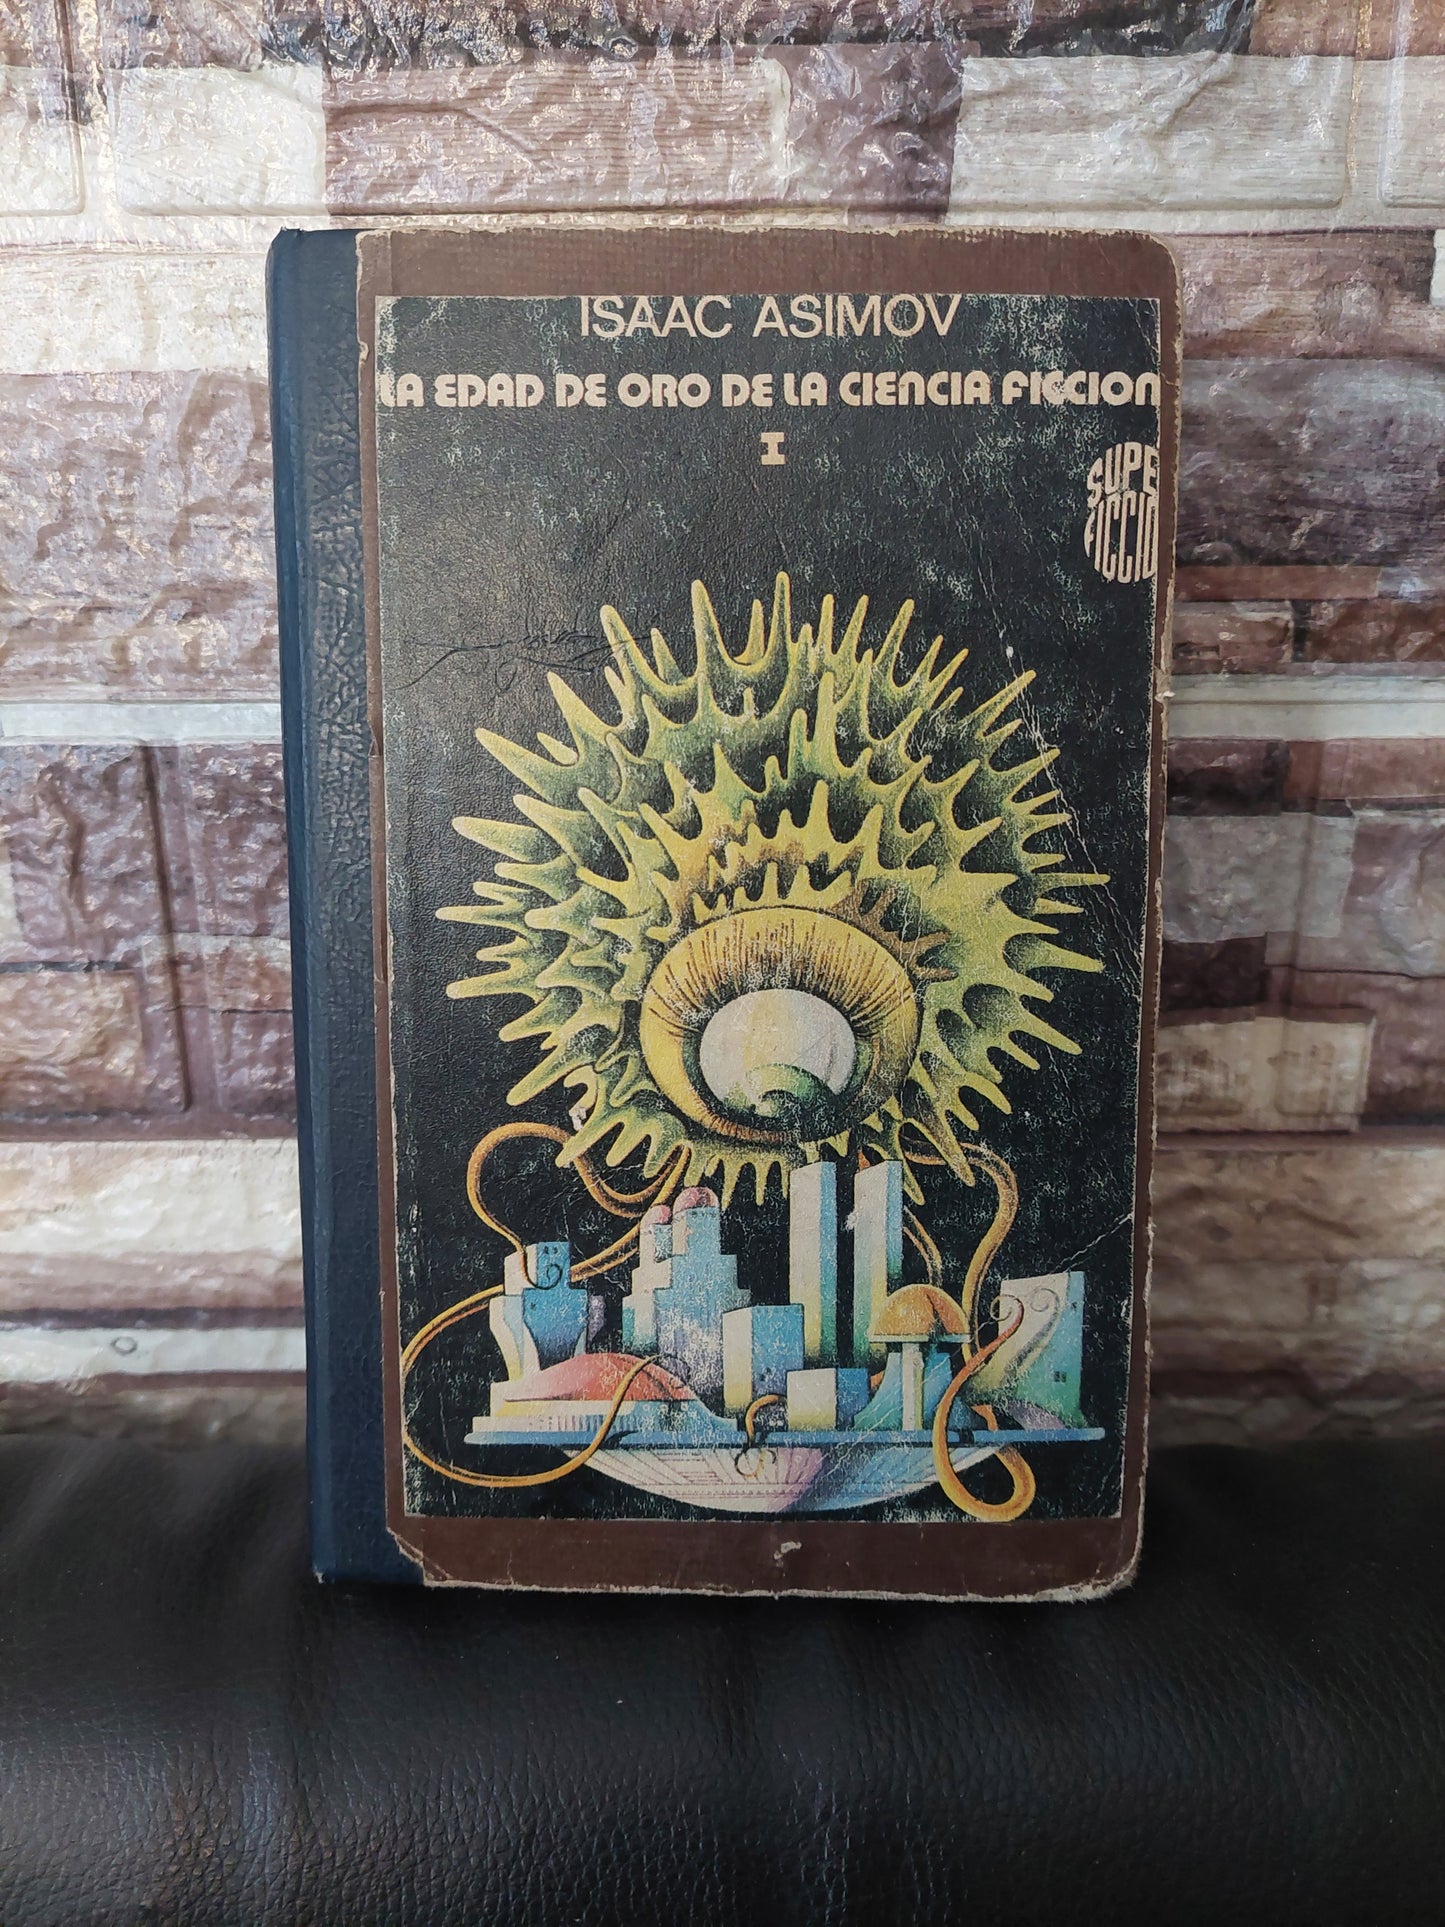 ISAAC ASIMOV
LA EDAD DE ORO DE LA CIENCIA FICCION
I
SUPE
FICCIO